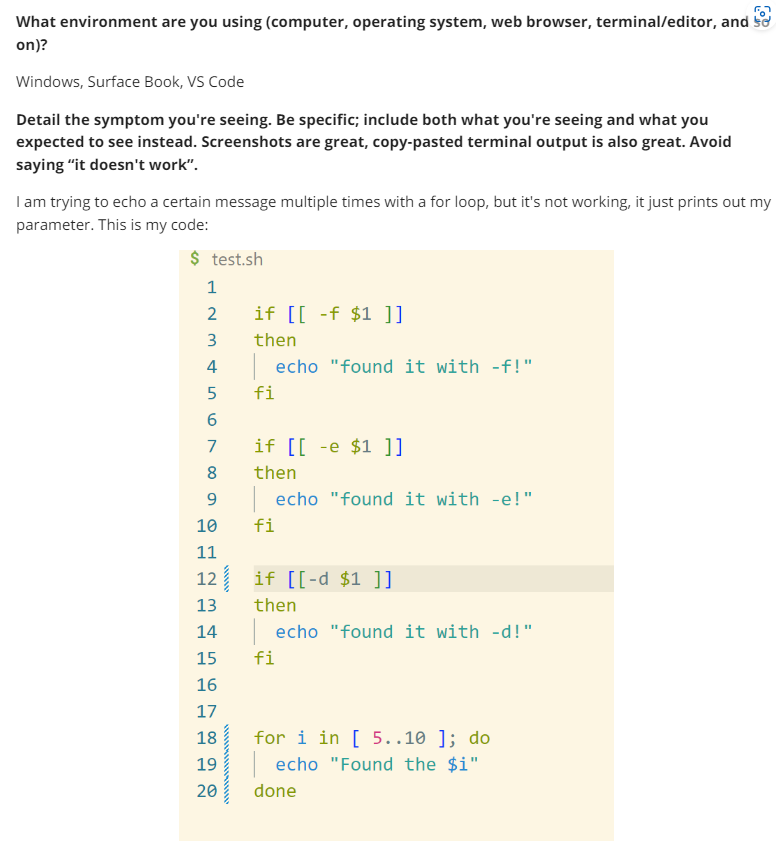 What environment are you using (computer, operating system, web browser, terminal/editor, and so
on)?
Windows, Surface Book, VS Code
Detail the symptom you're seeing. Be specific; include both what you're seeing and what you
expected to see instead. Screenshots are great, copy-pasted terminal output is also great. Avoid
saying “it doesn't work”.
I am trying to echo a certain message multiple times with a for loop, but it's not working, it just prints out my
parameter. This is my code:
$ test.sh
1
2 if [[ -f $1 ]]
3 then
4 echo "found it with -f!"
5 fi
6
7 if [[ -e $1 ]]
8 then
9 echo "found it with -e!"
10 fi
11
12 if [[-d $1 ]]
13 then
14 echo "found it with -d!"
15 fi
16
17
18 for i in [ 5..10 ]; do
19 echo "Found the $i"
20 done